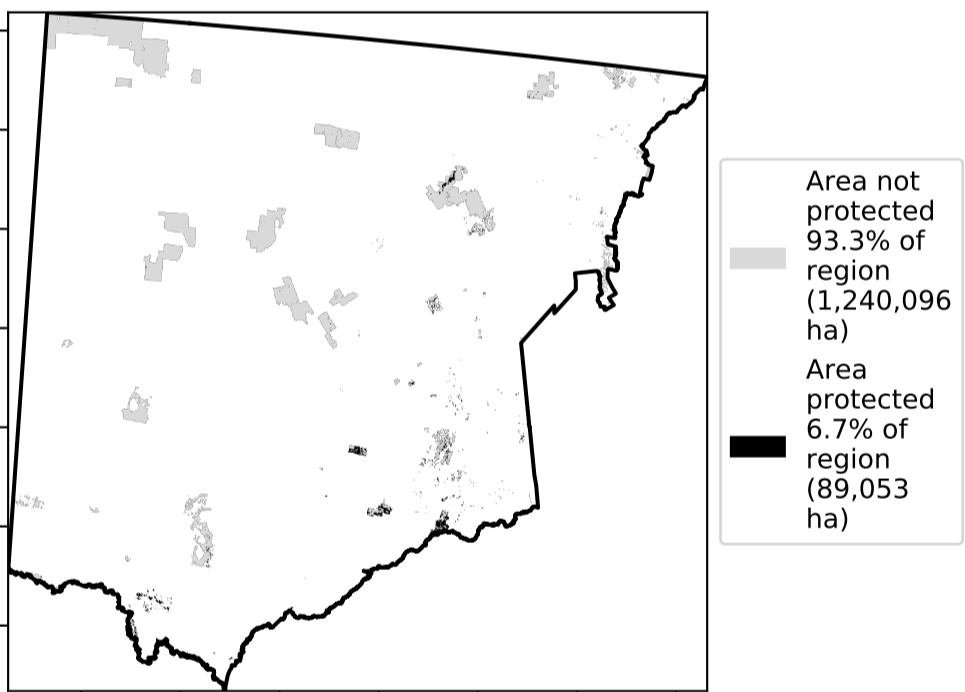 Area not
protected
93.3% of
region
(1,240,096
ha)
Area
protected
6.7% of
region
(89,053
ha)